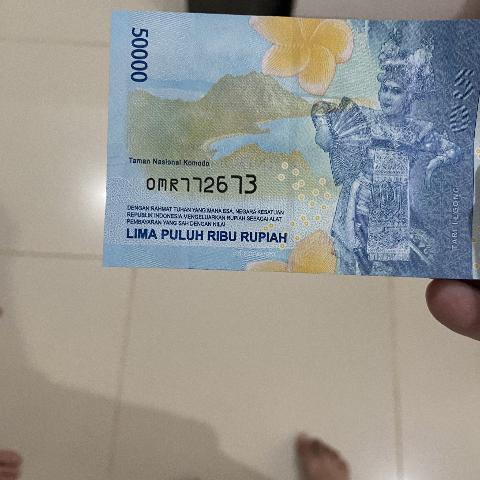 50000
Taman Nasional Komodo
OMR772673
DENGAN RAHMAT TUHAN YANG MAHA ESA, NEGARA KESATUAN
REPUBLIK INDONESIA MENGELUARKAN RUPIAH SEBAGAI ALAT
PEMBAYARAN YANG SAH DENGAN NILAI
LIMA PULUH RIBU RUPIAH
TARI LEGONG